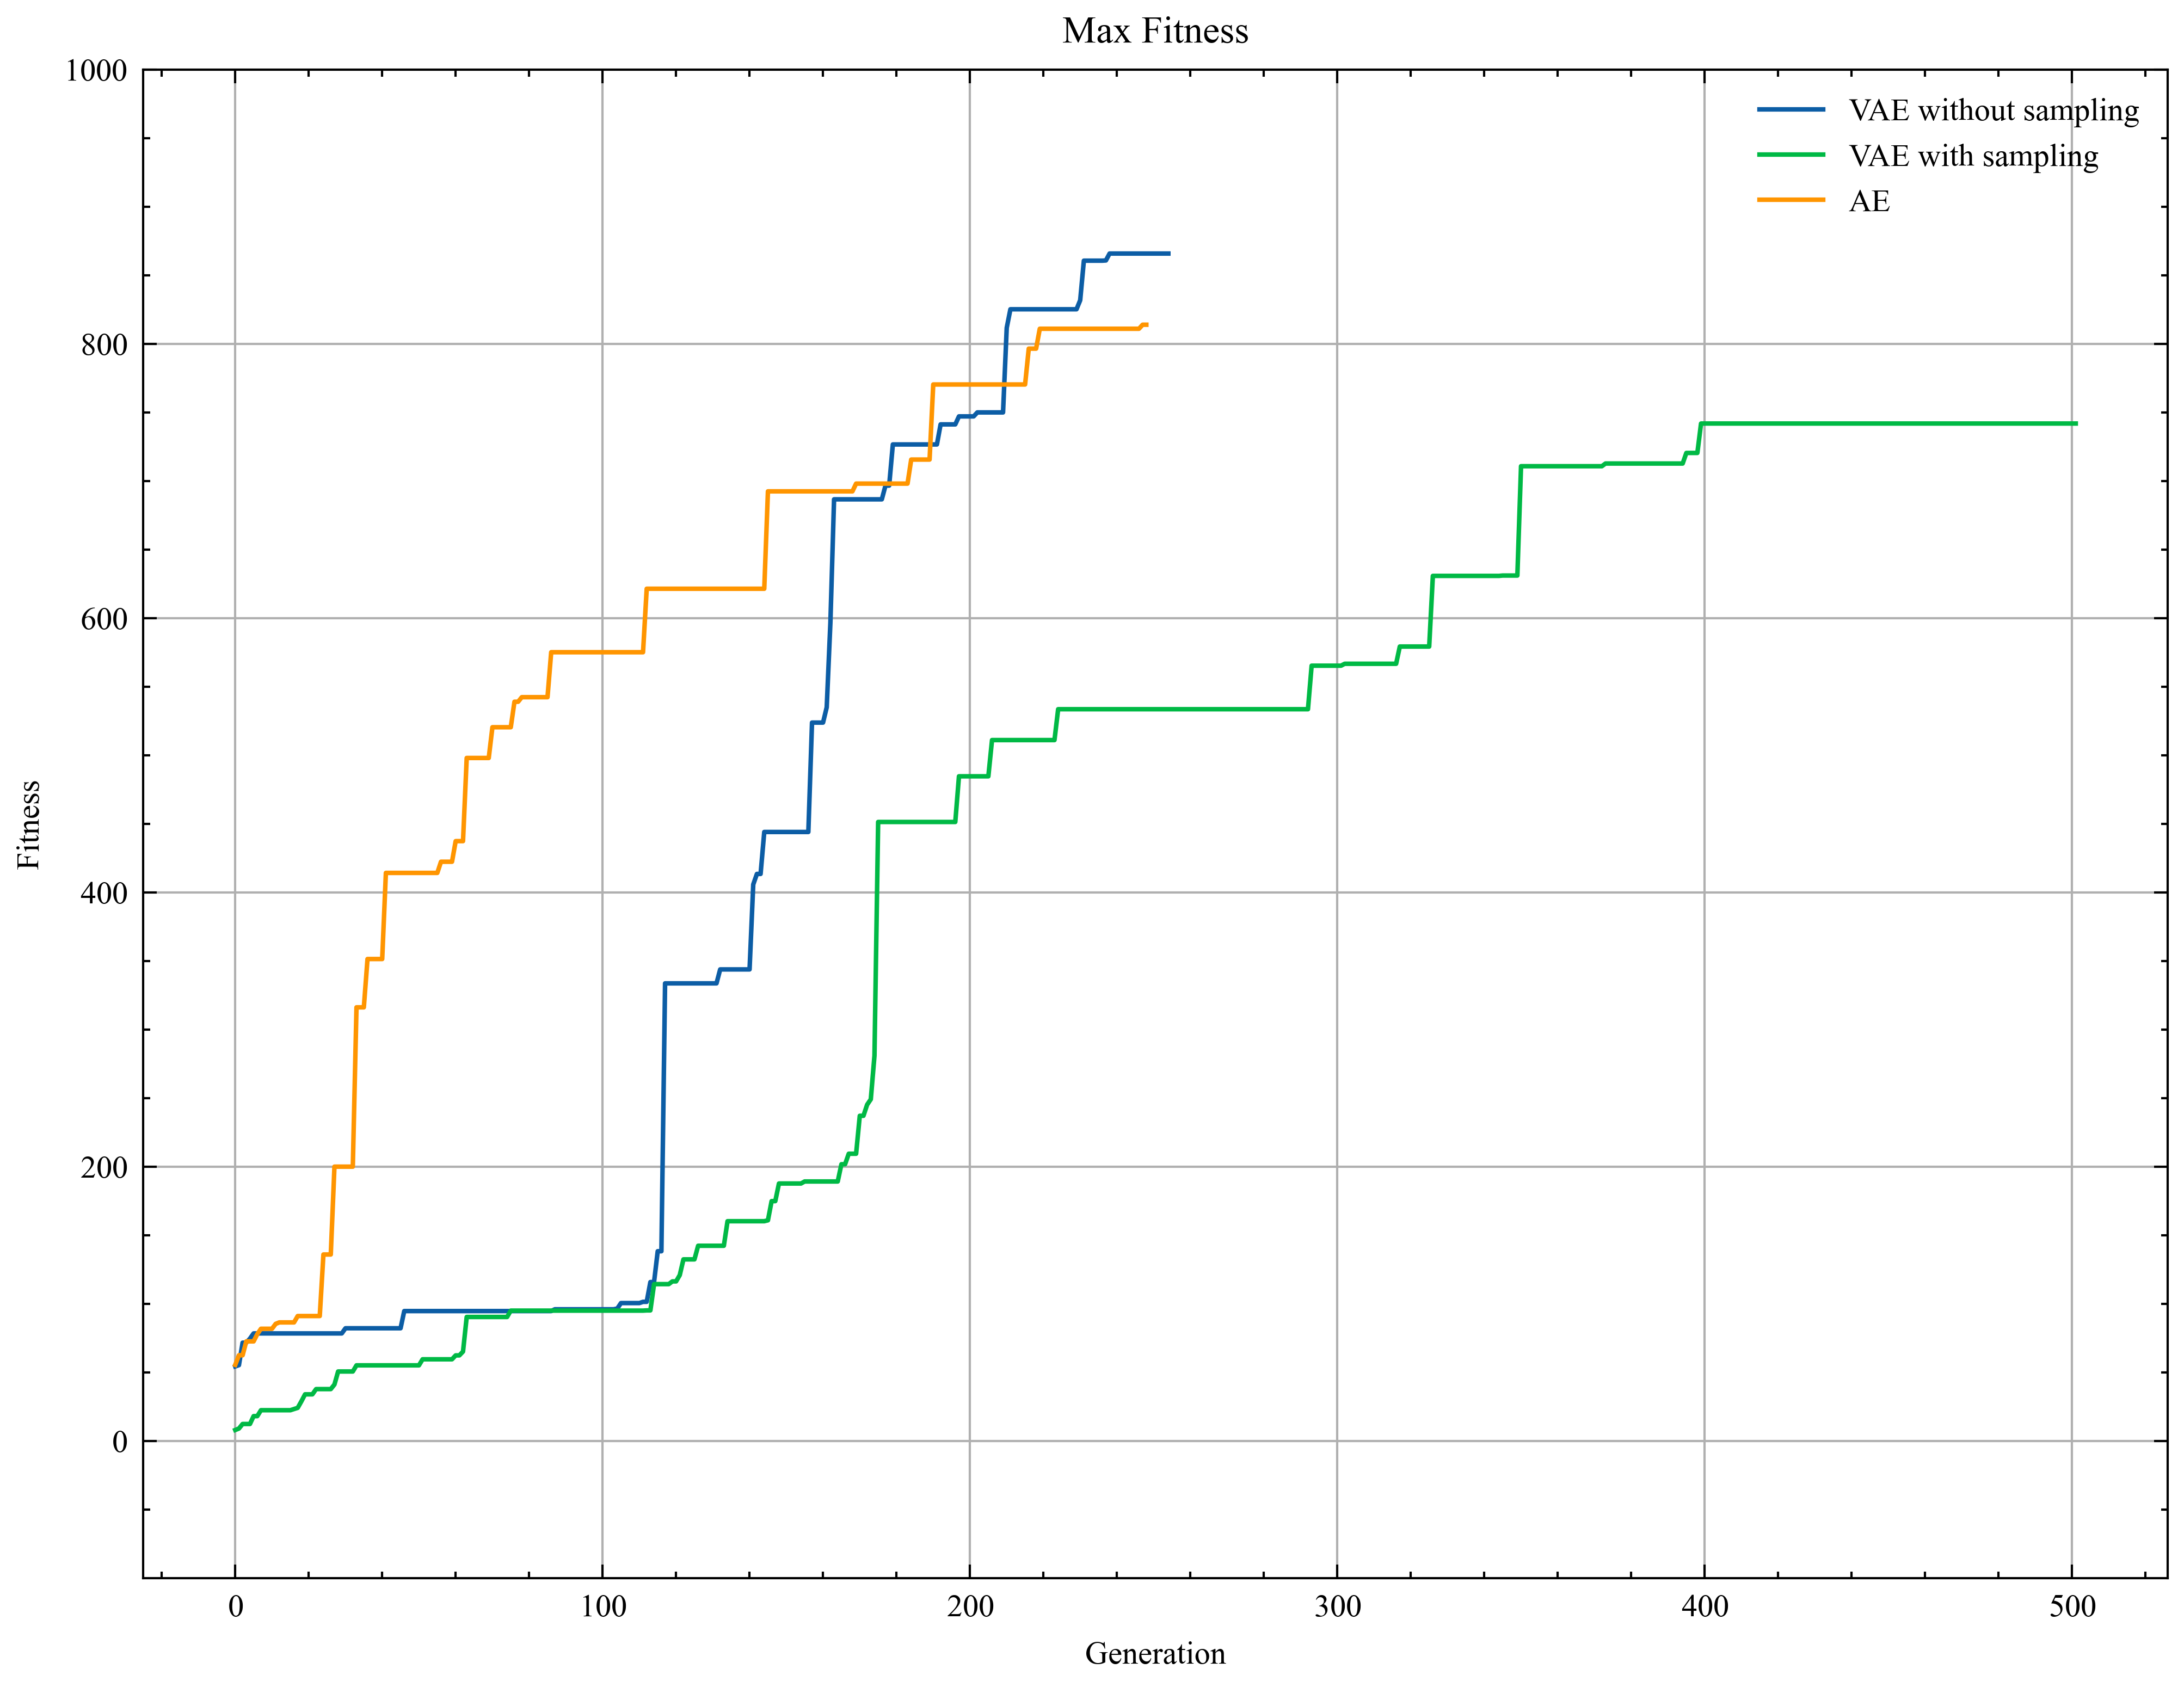 Max Fitness
1000
800
600
400
200
0
Fitness
VAE without sampling
VAE with sampling
AE
0 100 200 300 400 500
Generation